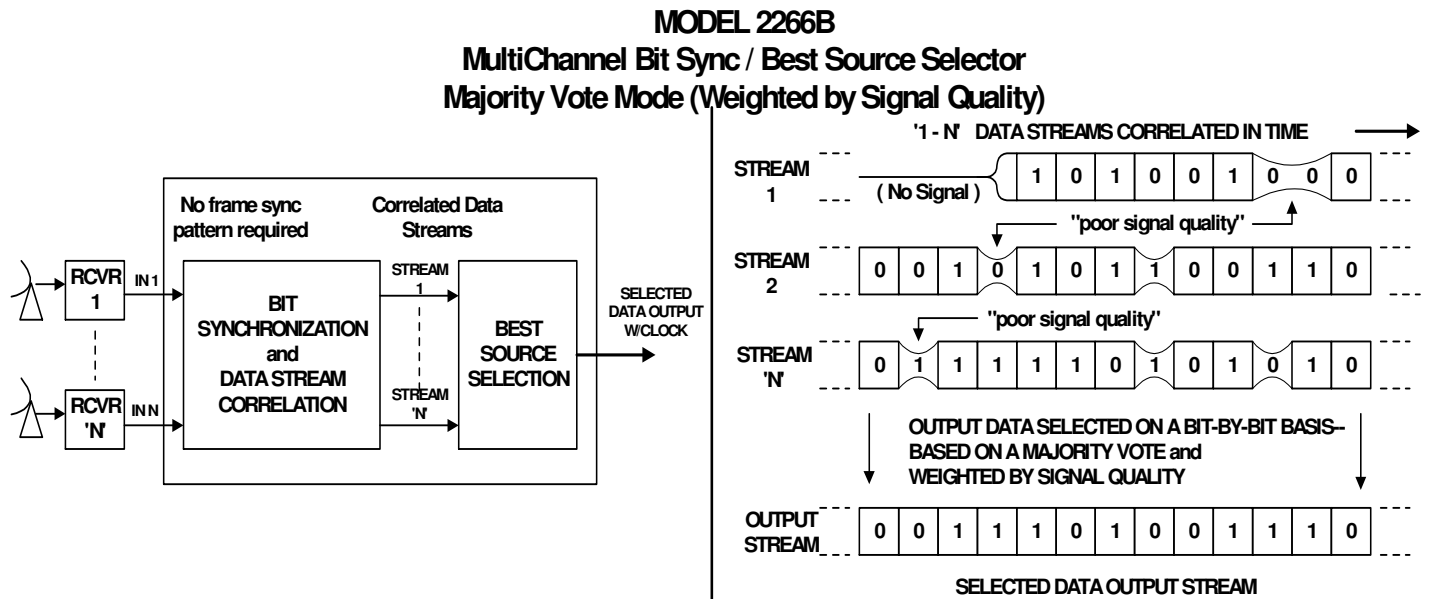 MODEL 2266B
MultiChannel Bit Sync / Best Source Selector
Majority Vote Mode (Weighted by Signal Quality)
No frame sync
pattern required
Correlated Data
Streams
RCVR
1
IN 1
RCVR
'N'
IN N
BIT
SYNCHRONIZATION
and
DATA STREAM
CORRELATION
STREAM
1
STREAM
'N'
BEST
SOURCE
SELECTION
SELECTED
DATA OUTPUT
W/CLOCK
'1 - N' DATA STREAMS CORRELATED IN TIME
STREAM
1
( No Signal )
1 0 1 0 0 1 0 0 0
"poor signal quality"
STREAM
2
0 0 1 0 1 0 1 1 0 0 1 1 0
"poor signal quality"
STREAM
'N'
0 1 1 1 1 1 0 1 0 1 0 1 0
OUTPUT DATA SELECTED ON A BIT-BY-BIT BASIS--
BASED ON A MAJORITY VOTE and
WEIGHTED BY SIGNAL QUALITY
OUTPUT
STREAM
0 0 1 1 1 0 1 0 0 1 1 1 0
SELECTED DATA OUTPUT STREAM